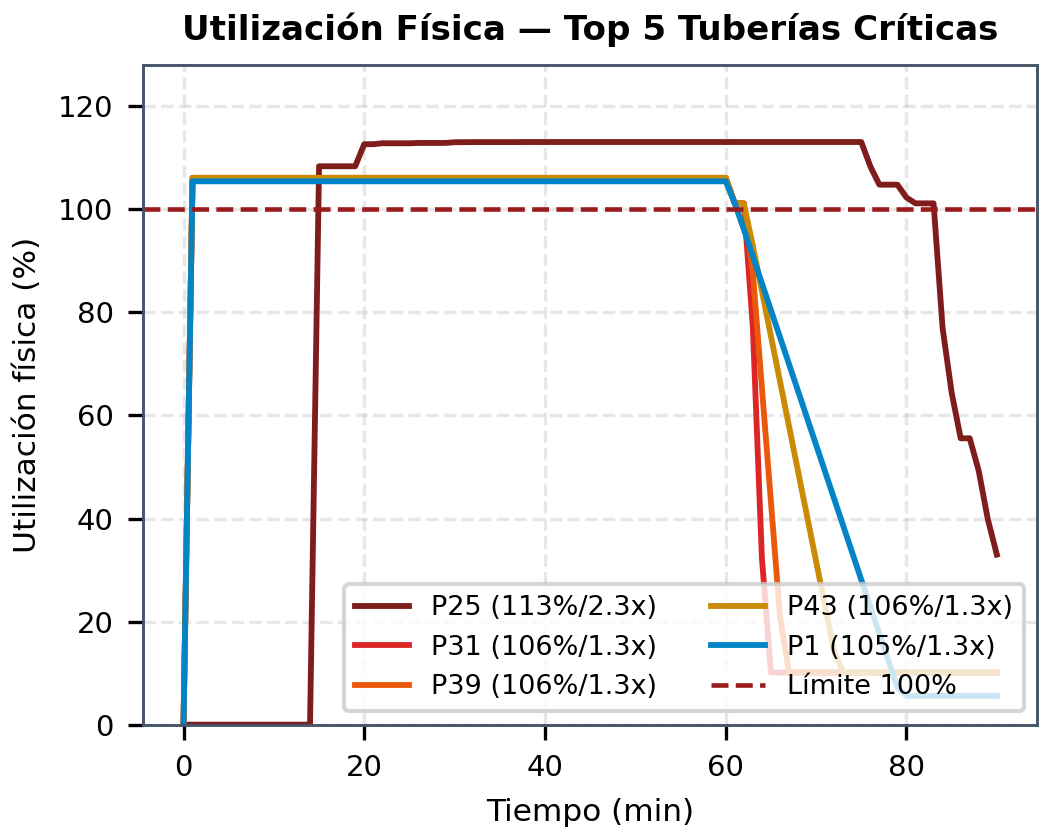 Utilización Física — Top 5 Tuberías Críticas
Utilización física (%)
120
100
80
60
40
20
0
P25 (113%/2.3x)
P31 (106%/1.3x)
P39 (106%/1.3x)
P43 (106%/1.3x)
P1 (105%/1.3x)
Límite 100%
0
20
40
60
80
Tiempo (min)